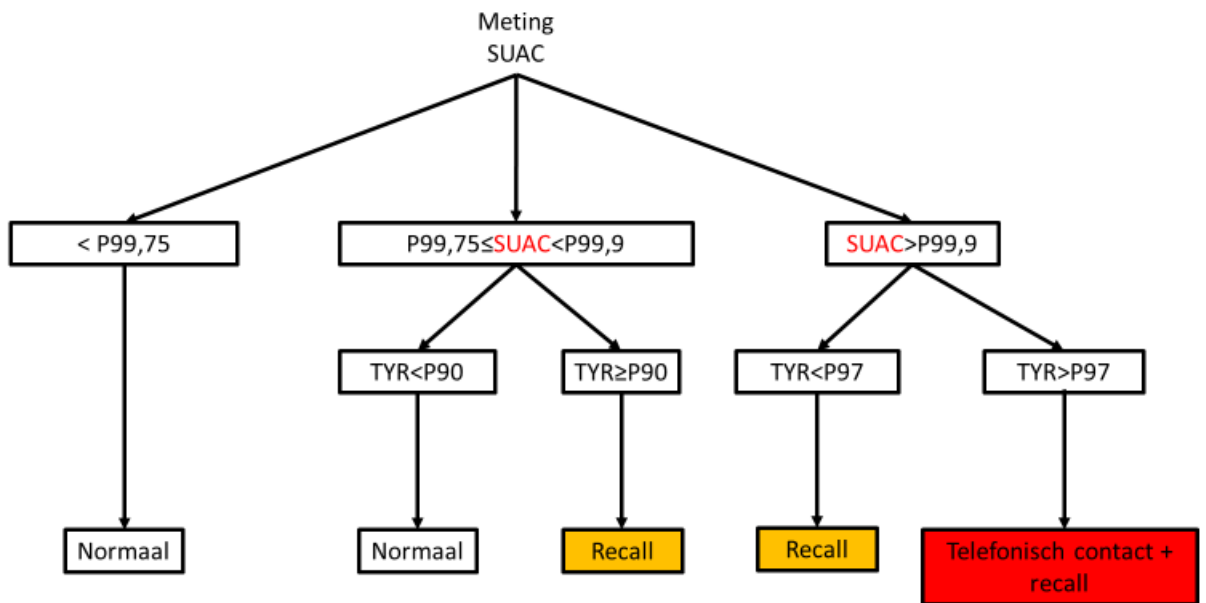 Meting
SUAC
< P99,75
P99,75≤SUAC<P99,9
SUAC>P99,9
TYR<P90
TYR≥P90
TYR<P97
TYR>P97
Normaal
Normaal
Recall
Recall
Telefonisch contact +
recall